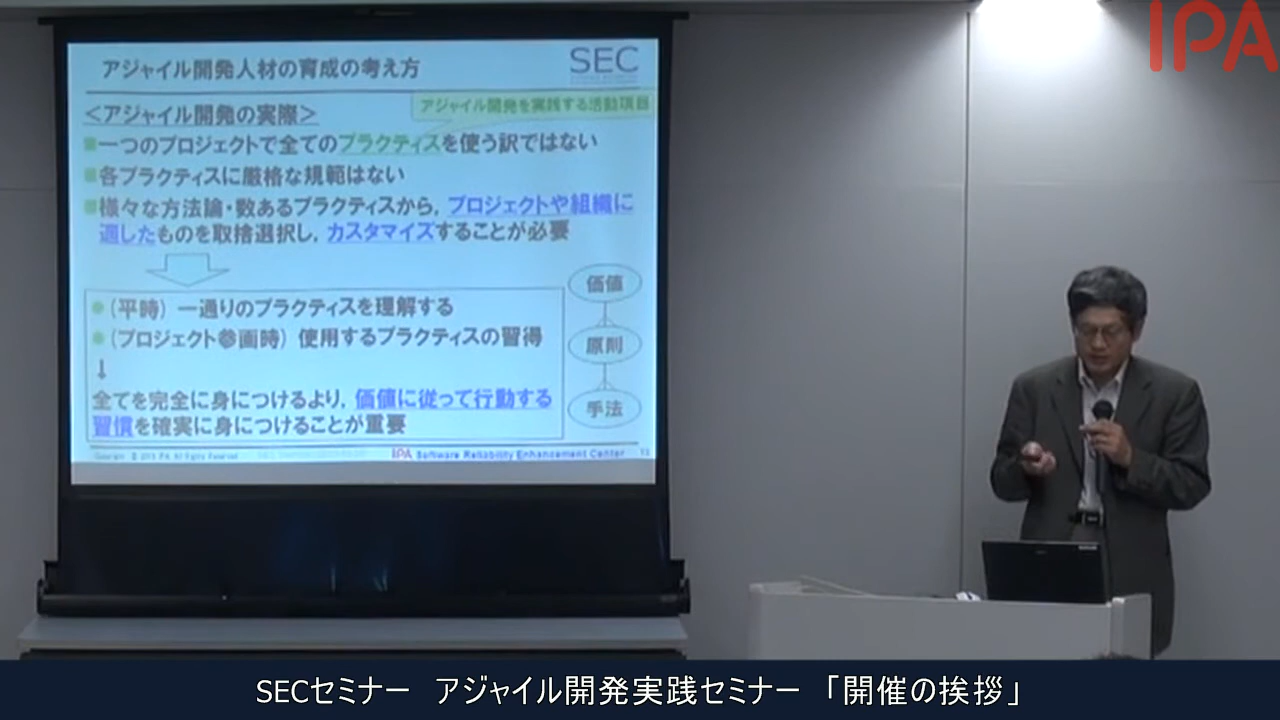 IPA
アジャイル開発人材の育成の考え方
SEC
<アジャイル開発の実際>
アジャイル開発を実践する活動項目
■一つのプロジェクトで全てのプラクティスを使う訳ではない
■各プラクティスに厳格な規範はない
■様々な方法論・数あるプラクティスから，プロジェクトや組織に
適したものを取捨選択し，カスタマイズすることが必要
●(平時) 一通りのプラクティスを理解する
●(プロジェクト参画時) 使用するプラクティスの習得
↓
全てを完全に身につけるより，価値に従って行動する
習慣を確実に身につけることが重要
価値
原則
手法
IPA Software Reliability Enhancement Center
SECセミナー アジャイル開発実践セミナー 「開催の挨拶」